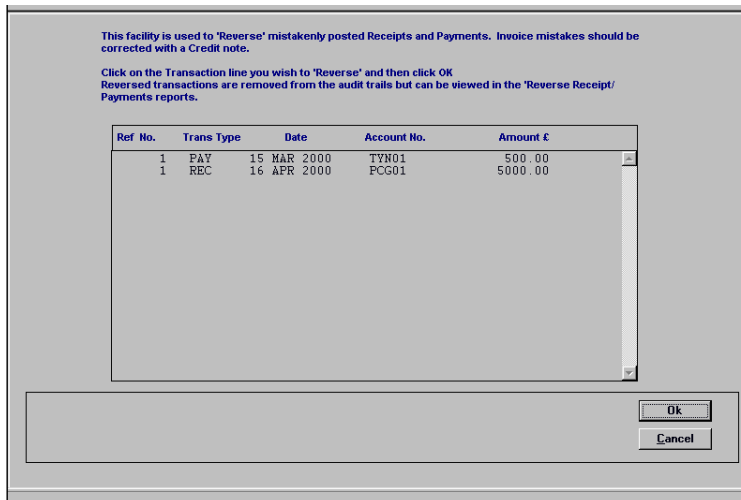 This facility is used to 'Reverse' mistakenly posted Receipts and Payments. Invoice mistakes should be
corrected with a Credit note.
Click on the Transaction line you wish to 'Reverse' and then click OK
Reversed transactions are removed from the audit trails but can be viewed in the 'Reverse Receipt/
Payments reports.
Ref No. Trans Type Date Account No. Amount £
1 PAY 15 MAR 2000 TYN01 500.00
1 REC 16 APR 2000 PCG01 5000.00
Ok
Cancel